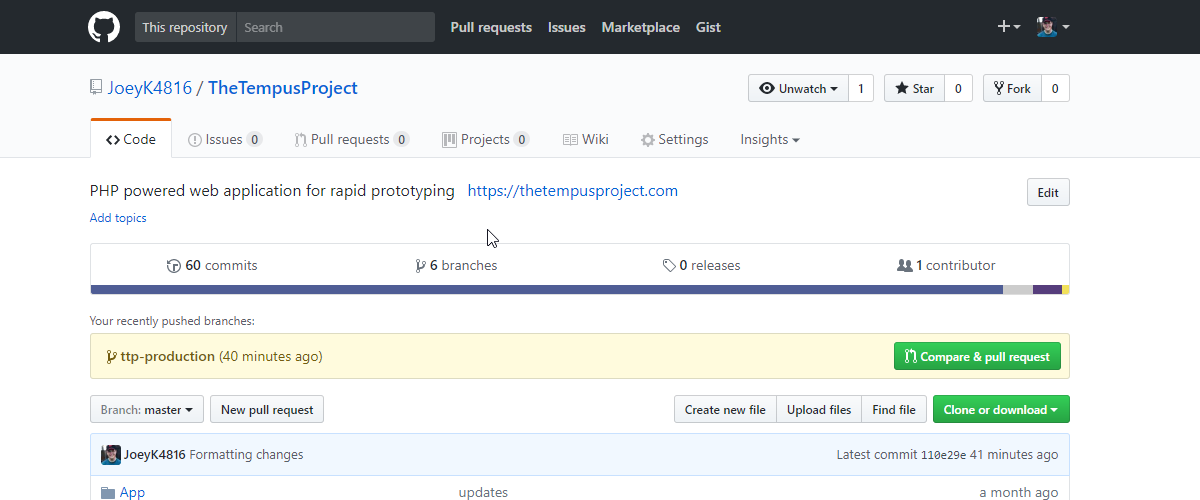 This repository Search Pull requests Issues Marketplace Gist
JoeyK4816 / TheTempusProject Unwatch 1 Star 0 Fork 0
Code Issues 0 Pull requests 0 Projects 0 Wiki Settings Insights
PHP powered web application for rapid prototyping https://thetempusproject.com Edit
Add topics
60 commits 6 branches 0 releases 1 contributor
Your recently pushed branches:
ttp-production (40 minutes ago) Compare & pull request
Branch: master New pull request Create new file Upload files Find file Clone or download
JoeyK4816 Formatting changes Latest commit 110e29e 41 minutes ago
App updates a month ago